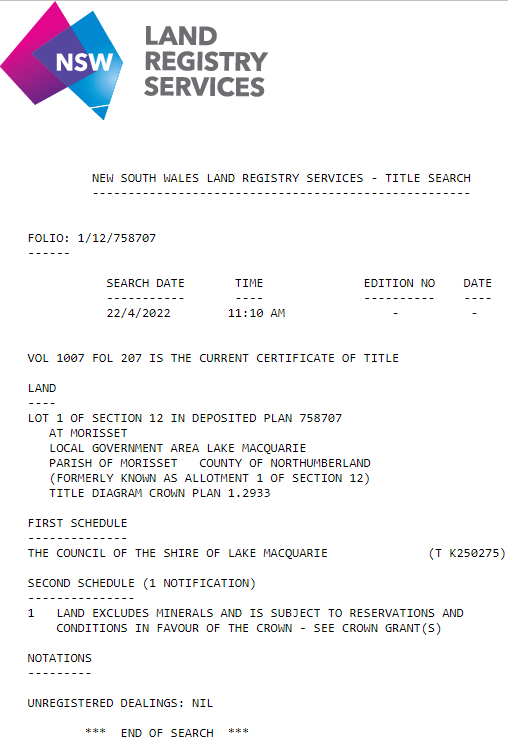 NSW
LAND
REGISTRY
SERVICES
NEW SOUTH WALES LAND REGISTRY SERVICES - TITLE SEARCH
-----------------------------------------------------
FOLIO: 1/12/758707
------
SEARCH DATE TIME EDITION NO DATE
----------- ---- ---------- ----
22/4/2022 11:10 AM - -
VOL 1007 FOL 207 IS THE CURRENT CERTIFICATE OF TITLE
LAND
----
LOT 1 OF SECTION 12 IN DEPOSITED PLAN 758707
AT MORISSET
LOCAL GOVERNMENT AREA LAKE MACQUARIE
PARISH OF MORISSET COUNTY OF NORTHUMBERLAND
(FORMERLY KNOWN AS ALLOTMENT 1 OF SECTION 12)
TITLE DIAGRAM CROWN PLAN 1.2933
FIRST SCHEDULE
--------------
THE COUNCIL OF THE SHIRE OF LAKE MACQUARIE (T K250275)
SECOND SCHEDULE (1 NOTIFICATION)
---------------
1 LAND EXCLUDES MINERALS AND IS SUBJECT TO RESERVATIONS AND
CONDITIONS IN FAVOUR OF THE CROWN - SEE CROWN GRANT(S)
NOTATIONS
---------
UNREGISTERED DEALINGS: NIL
*** END OF SEARCH ***